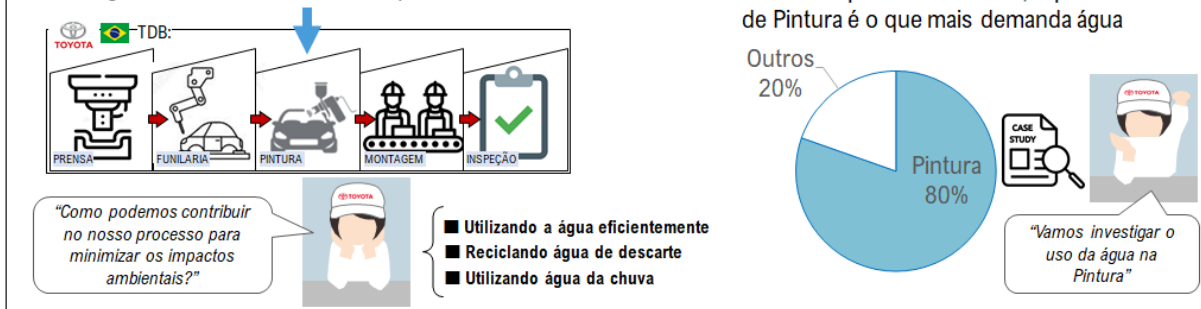 de Pintura é o que mais demanda água
TOYOTA
TDB:
PRENSA
FUNILARIA
PINTURA
MONTAGEM
INSPEÇÃO
"Como podemos contribuir
no nosso processo para
minimizar os impactos
ambientais?"
TOYOTA
■ Utilizando a água eficientemente
■ Reciclando água de descarte
■ Utilizando água da chuva
Outros
20%
Pintura
80%
CASE
STUDY
TOYOTA
"Vamos investigar o
uso da água na
Pintura"